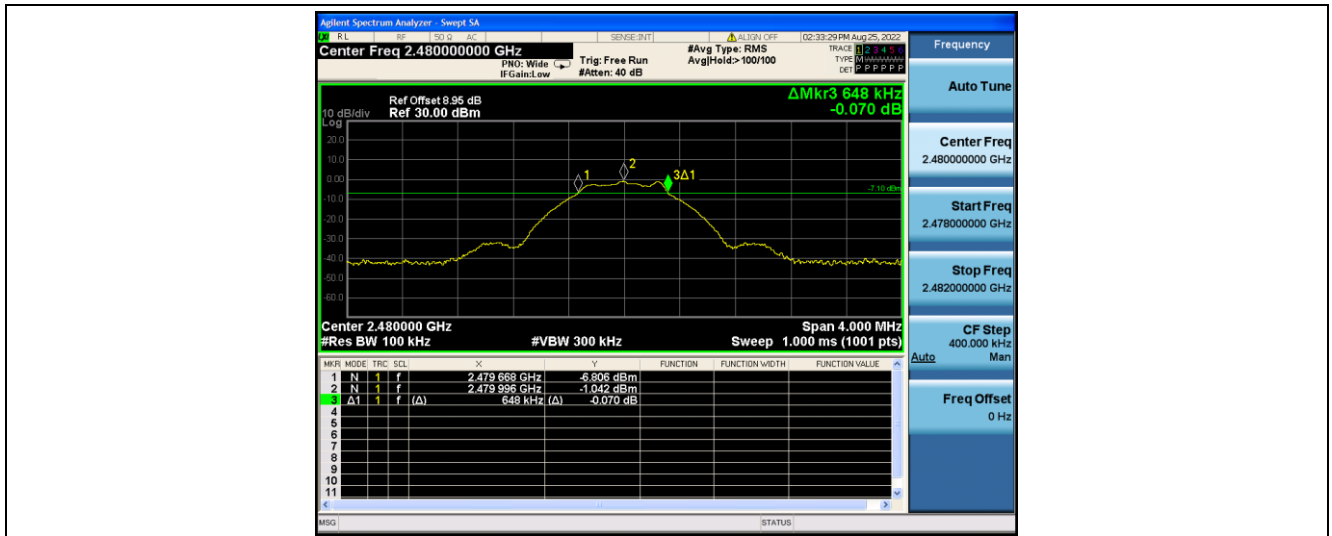 Agilent Spectrum Analyzer - Swept SA
RL RF 50 Ω AC SENSE:INT ALIGN OFF 02:33:29 PM Aug 25, 2022
Center Freq 2.480000000 GHz
PNO: Wide
IFGain:Low
Trig: Free Run
#Atten: 40 dB
#Avg Type: RMS
Avg|Hold:>100/100
TRACE 1 2 3 4 5 6
TYPE M
DET P P P P P P
ΔMkr3 648 kHz
-0.070 dB
Ref Offset 8.95 dB
10 dB/div Ref 30.00 dBm
Log
20.0
10.0
0.00
-10.0
-20.0
-30.0
-40.0
-50.0
-60.0
1
2
3Δ1
-7.10 dBm
Center 2.480000 GHz Span 4.000 MHz
#Res BW 100 kHz #VBW 300 kHz Sweep 1.000 ms (1001 pts)
MKR MODE TRC SCL X Y FUNCTION FUNCTION WIDTH FUNCTION VALUE
1 N 1 f 2.479 668 GHz -6.806 dBm
2 N 1 f 2.479 996 GHz -1.042 dBm
3 Δ1 1 f (Δ) 648 kHz (Δ) -0.070 dB
4
5
6
7
8
9
10
11
MSG STATUS
Frequency
Auto Tune
Center Freq
2.480000000 GHz
Start Freq
2.478000000 GHz
Stop Freq
2.482000000 GHz
CF Step
400.000 kHz
Auto Man
Freq Offset
0 Hz